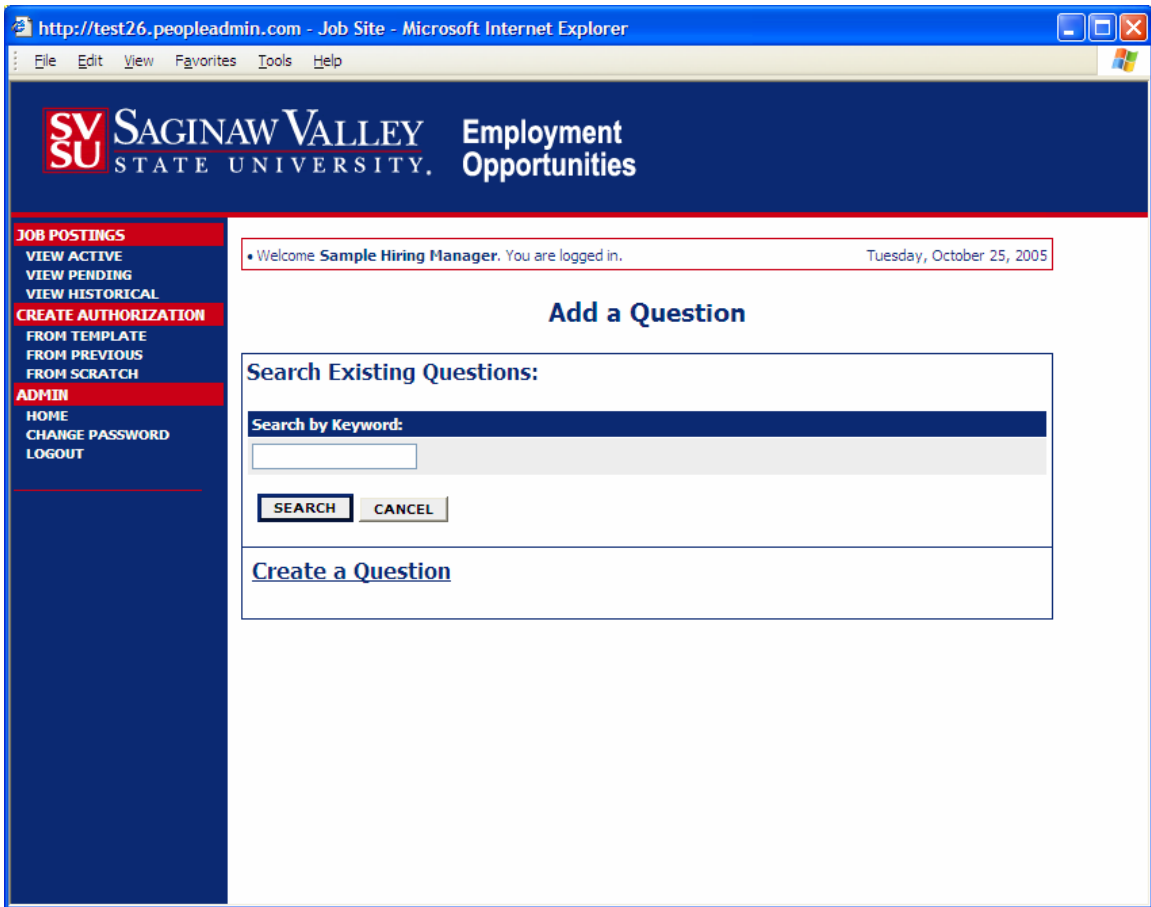 http://test26.peopleadmin.com - Job Site - Microsoft Internet Explorer
File Edit View Favorites Tools Help
SV
SU
SAGINAW VALLEY
STATE UNIVERSITY.
Employment
Opportunities
JOB POSTINGS
VIEW ACTIVE
VIEW PENDING
VIEW HISTORICAL
CREATE AUTHORIZATION
FROM TEMPLATE
FROM PREVIOUS
FROM SCRATCH
ADMIN
HOME
CHANGE PASSWORD
LOGOUT
• Welcome Sample Hiring Manager. You are logged in. Tuesday, October 25, 2005
Add a Question
Search Existing Questions:
Search by Keyword:
SEARCH CANCEL
Create a Question